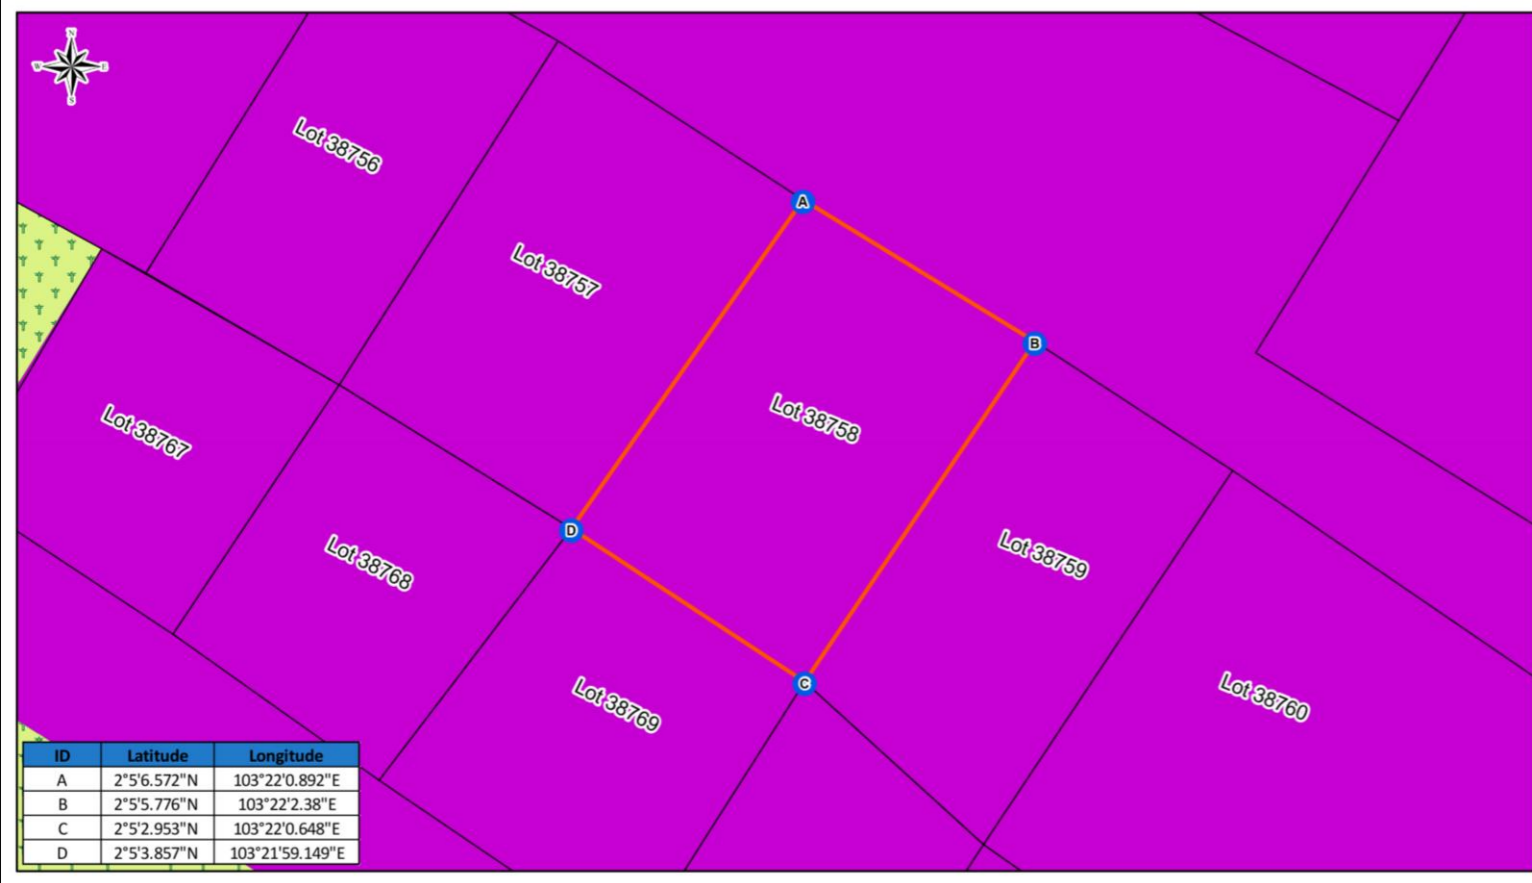 N
W E
S
Lot 38756
Lot 38757
A
B
Lot 38758
Lot 38767
D
Lot 38768
Lot 38759
C
Lot 38769
Lot 38760
ID Latitude Longitude
A 2°5'6.572"N 103°22'0.892"E
B 2°5'5.776"N 103°22'2.38"E
C 2°5'2.953"N 103°22'0.648"E
D 2°5'3.857"N 103°21'59.149"E